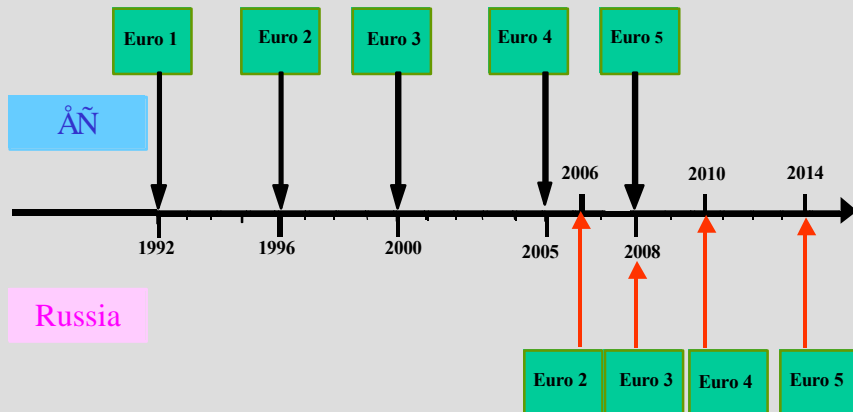 Euro 1
Euro 2
Euro 3
Euro 4
Euro 5
ÅÑ
2006
2010
2014
1992
1996
2000
2005
2008
Russia
Euro 2
Euro 3
Euro 4
Euro 5